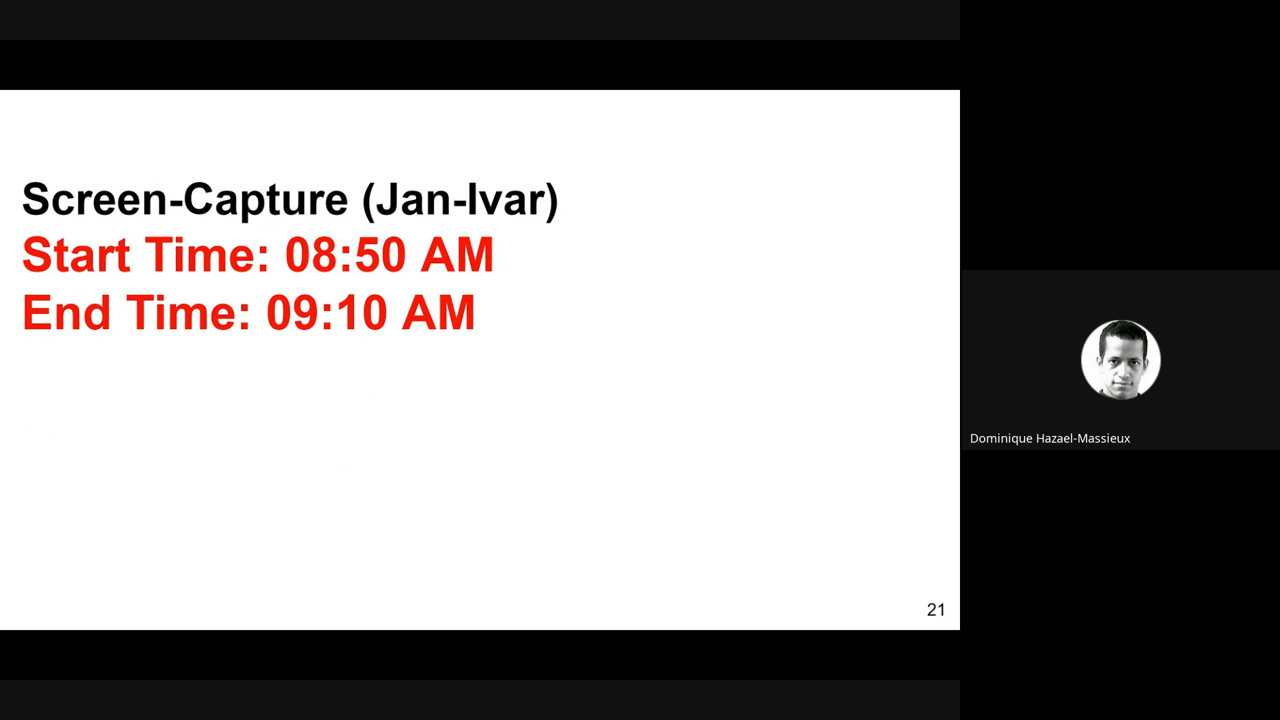 Screen-Capture (Jan-Ivar)
Start Time: 08:50 AM
End Time: 09:10 AM
21
Dominique Hazael-Massieux